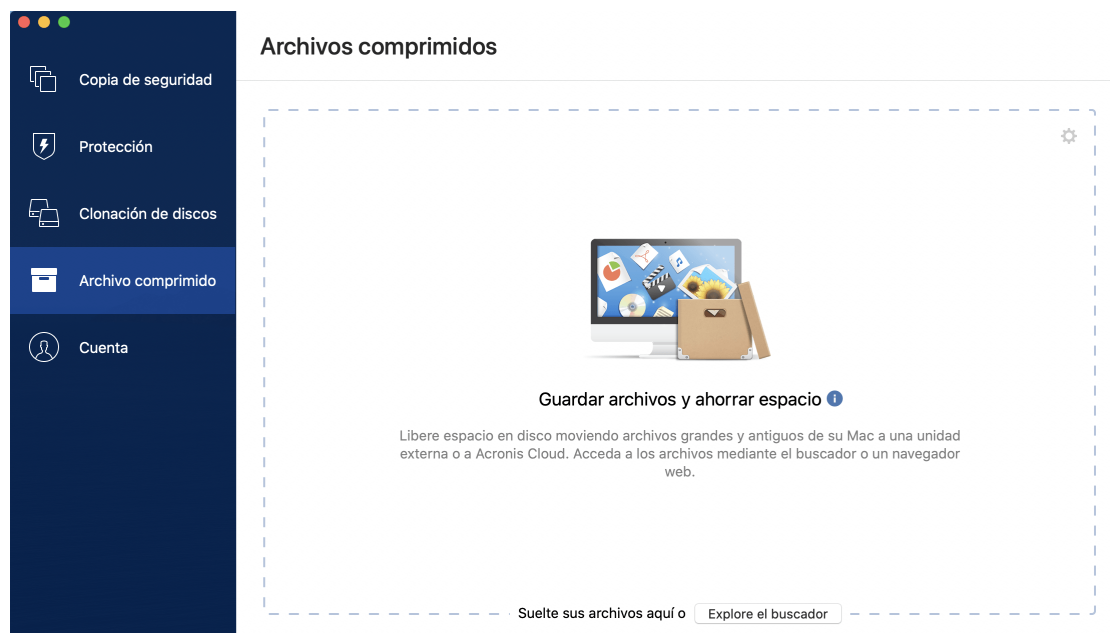 Archivos comprimidos
Copia de seguridad
Protección
Clonación de discos
Archivo comprimido
Cuenta
Guardar archivos y ahorrar espacio
Libere espacio en disco moviendo archivos grandes y antiguos de su Mac a una unidad
externa o a Acronis Cloud. Acceda a los archivos mediante el buscador o un navegador
web.
Suelte sus archivos aquí o
Explore el buscador